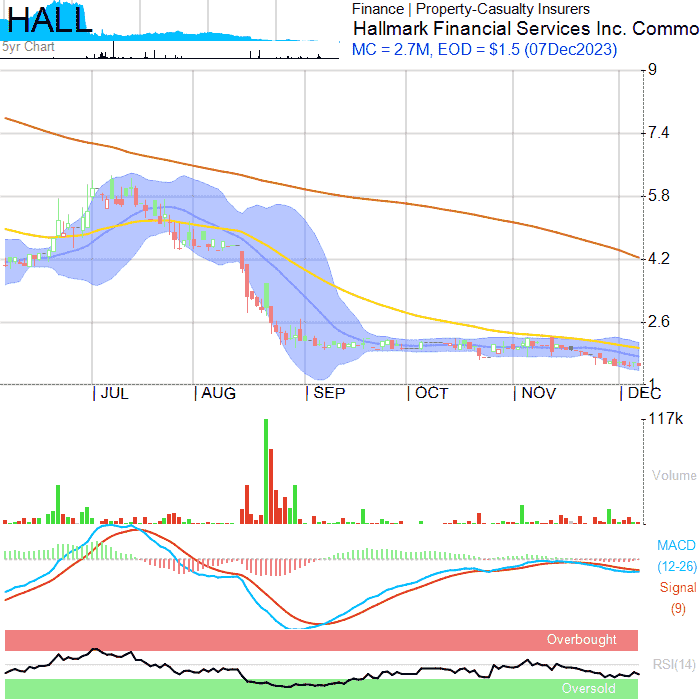 HALL
5yr Chart
Finance | Property-Casualty Insurers
Hallmark Financial Services Inc. Commo
MC = 2.7M, EOD = $1.5 (07Dec2023)
9
7.4
5.8
4.2
2.6
1
JUL AUG SEP OCT NOV DEC
117k
Volume
MACD
(12-26)
Signal
(9)
Overbought
RSI(14)
Oversold